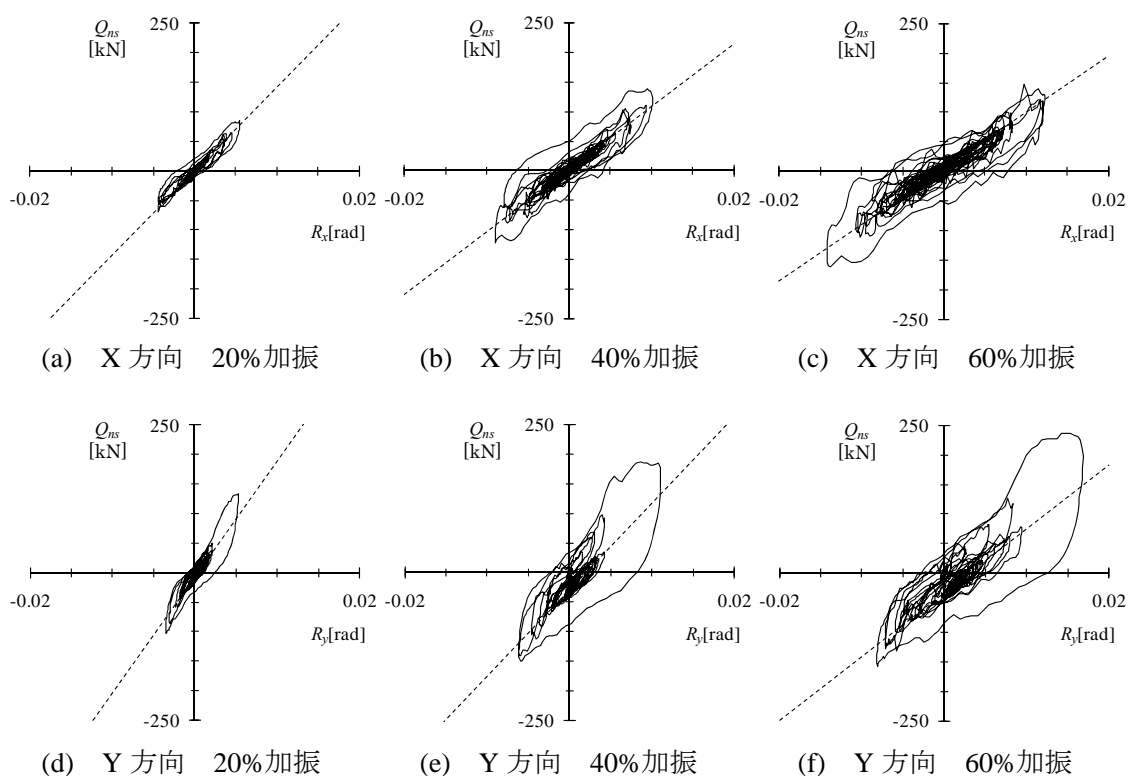 250
Q_ns
[kN]
-0.02
0.02
R_x[rad]
-250
(a) X 方向 20%加振
250
Q_ns
[kN]
-0.02
0.02
R_x[rad]
-250
(b) X 方向 40%加振
250
Q_ns
[kN]
-0.02
0.02
R_x[rad]
-250
(c) X 方向 60%加振
250
Q_ns
[kN]
-0.02
0.02
R_y[rad]
-250
(d) Y 方向 20%加振
250
Q_ns
[kN]
-0.02
0.02
R_y[rad]
-250
(e) Y 方向 40%加振
250
Q_ns
[kN]
-0.02
0.02
R_y[rad]
-250
(f) Y 方向 60%加振